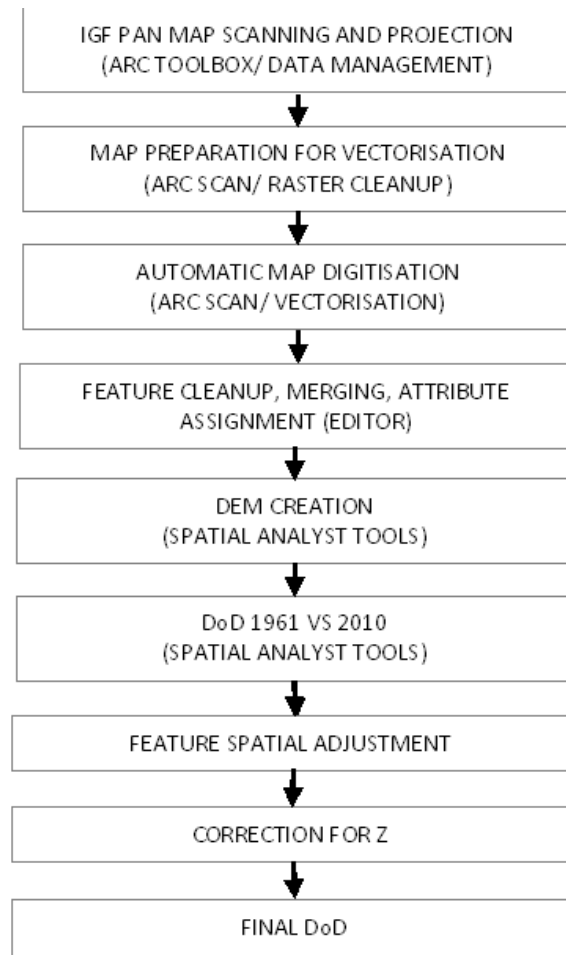 IGF PAN MAP SCANNING AND PROJECTION
(ARC TOOLBOX/ DATA MANAGEMENT)
MAP PREPARATION FOR VECTORISATION
(ARC SCAN/ RASTER CLEANUP)
AUTOMATIC MAP DIGITISATION
(ARC SCAN/ VECTORISATION)
FEATURE CLEANUP, MERGING, ATTRIBUTE
ASSIGNMENT (EDITOR)
DEM CREATION
(SPATIAL ANALYST TOOLS)
DoD 1961 VS 2010
(SPATIAL ANALYST TOOLS)
FEATURE SPATIAL ADJUSTMENT
CORRECTION FOR Z
FINAL DoD